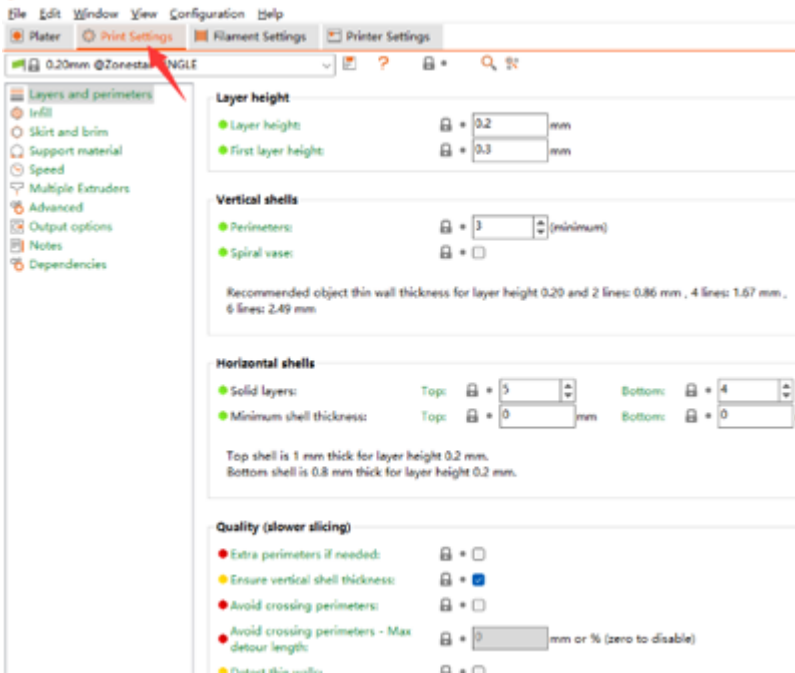 File Edit Window View Configuration Help
Plater Print Settings Filament Settings Printer Settings
0.20mm @Zonestar NGLE
Layers and perimeters
Infill
Skirt and brim
Support material
Speed
Multiple Extruders
Advanced
Output options
Notes
Dependencies
Layer height
Layer height: 0.2 mm
First layer height: 0.3 mm
Vertical shells
Perimeters: 3 (minimum)
Spiral vase:
Recommended object thin wall thickness for layer height 0.20 and 2 lines: 0.86 mm , 4 lines: 1.67 mm ,
6 lines: 2.49 mm
Horizontal shells
Solid layers: Top: 5 Bottom: 4
Minimum shell thickness: Top: 0 mm Bottom: 0
Top shell is 1 mm thick for layer height 0.2 mm.
Bottom shell is 0.8 mm thick for layer height 0.2 mm.
Quality (slower slicing)
Extra perimeters if needed:
Ensure vertical shell thickness:
Avoid crossing perimeters:
Avoid crossing perimeters - Max
detour length: 0 mm or % (zero to disable)
Detect thin walls: